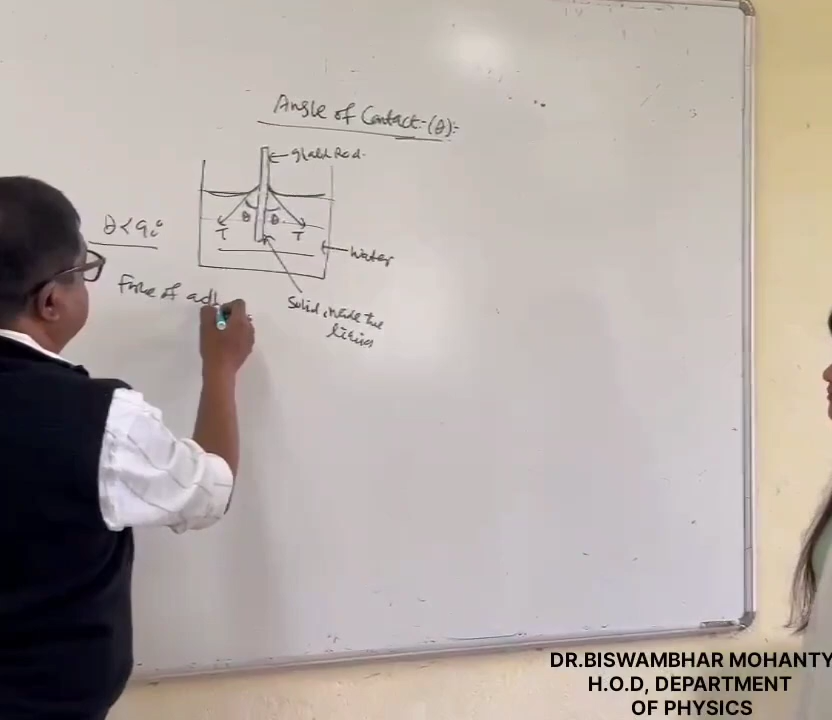 Angle of Contact:-(θ):-
Glass Rod.
θ < 90°
θ θ
T T
Water
Force of adh
Solid inside the
liquid
DR.BISWAMBHAR MOHANTY
H.O.D, DEPARTMENT
OF PHYSICS